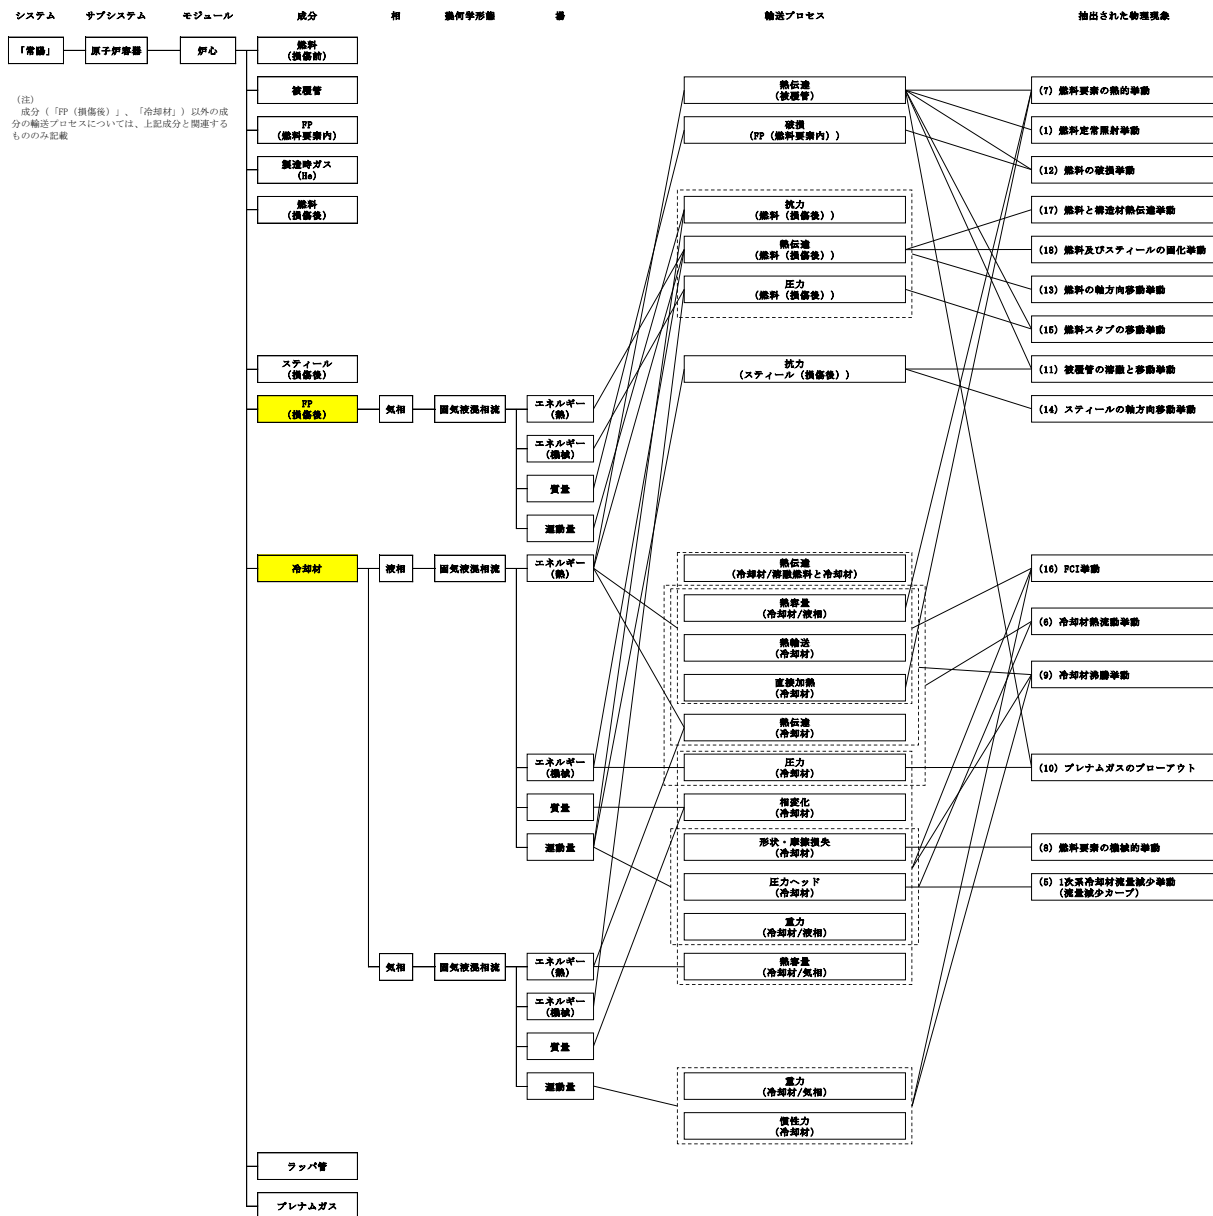 システム サブシステム モジュール 成分 相 幾何学形態 場 輸送プロセス 抽出された物理現象
「常陽」
原子炉容器
炉心
燃料
(損傷前)
(注)
成分(「FP(損傷後)」、「冷却材」)以外の成
分の輸送プロセスについては、上記成分と関連する
もののみ記載
被覆管
FP
(燃料要素内)
製造時ガス
(He)
燃料
(損傷後)
スティール
(損傷後)
FP
(損傷後)
気相
固気液混相流
エネルギー
(熱)
エネルギー
(機械)
質量
運動量
冷却材
液相
固気液混相流
エネルギー
(熱)
エネルギー
(機械)
質量
運動量
気相
固気液混相流
エネルギー
(熱)
エネルギー
(機械)
質量
運動量
ラッパ管
プレナムガス
熱伝達
(被覆管)
破損
(FP(燃料要素内))
抗力
(燃料(損傷後))
熱伝達
(燃料(損傷後))
圧力
(燃料(損傷後))
抗力
(スティール(損傷後))
熱伝達
(冷却材/溶融燃料と冷却材)
熱容量
(冷却材/液相)
熱輸送
(冷却材)
直接加熱
(冷却材)
熱伝達
(冷却材)
圧力
(冷却材)
相変化
(冷却材)
形状・摩擦損失
(冷却材)
圧力ヘッド
(冷却材)
重力
(冷却材/液相)
熱容量
(冷却材/気相)
重力
(冷却材/気相)
慣性力
(冷却材)
(7) 燃料要素の熱的挙動
(1) 燃料定常照射挙動
(12) 燃料の破損挙動
(17) 燃料と構造材熱伝達挙動
(18) 燃料及びスティールの固化挙動
(13) 燃料の軸方向移動挙動
(15) 燃料スタブの移動挙動
(11) 被覆管の溶融と移動挙動
(14) スティールの軸方向移動挙動
(16) FCI挙動
(6) 冷却材熱流動挙動
(9) 冷却材沸騰挙動
(10) プレナムガスのブローアウト
(8) 燃料要素の機械的挙動
(5) 1次系冷却材流量減少挙動
(流量減少カーブ)